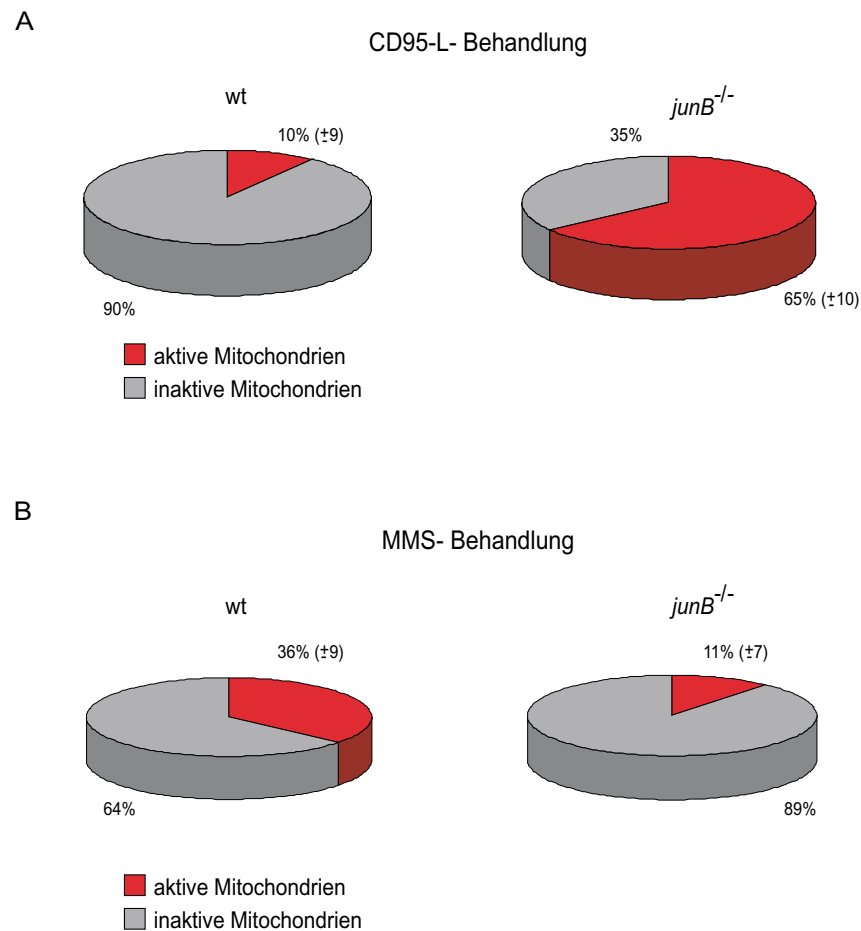 A
CD95-L- Behandlung
wt
junB-/-
10% (±9)
35%
90%
65% (±10)
aktive Mitochondrien
inaktive Mitochondrien
B
MMS- Behandlung
wt
junB-/-
36% (±9)
11% (±7)
64%
89%
aktive Mitochondrien
inaktive Mitochondrien